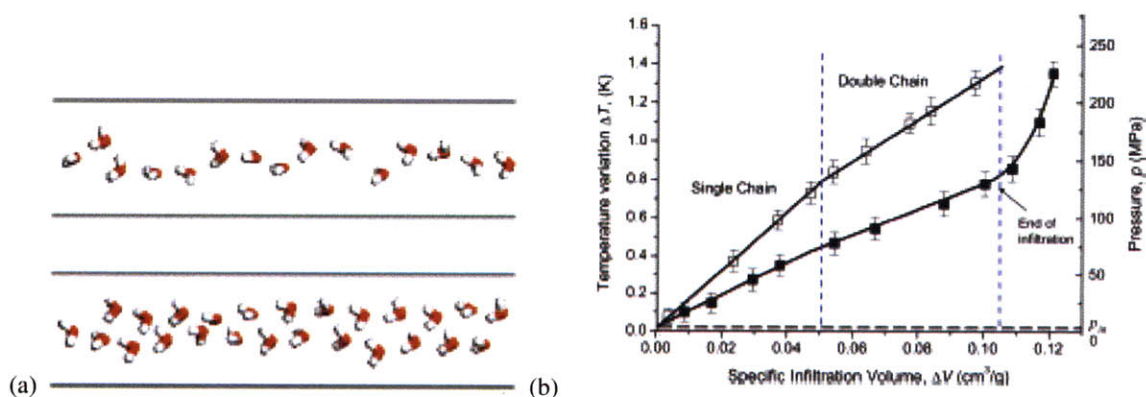 (a)
(b)
Temperature variation ΔT, (K)
1.6
1.4
1.2
1.0
0.8
0.6
0.4
0.2
0.0
Single Chain
Double Chain
End of
infiltration
250
200
150
100
50
0
Pressure, p (MPa)
0.00 0.02 0.04 0.06 0.08 0.10 0.12
Specific Infiltration Volume, ΔV (cm³/g)